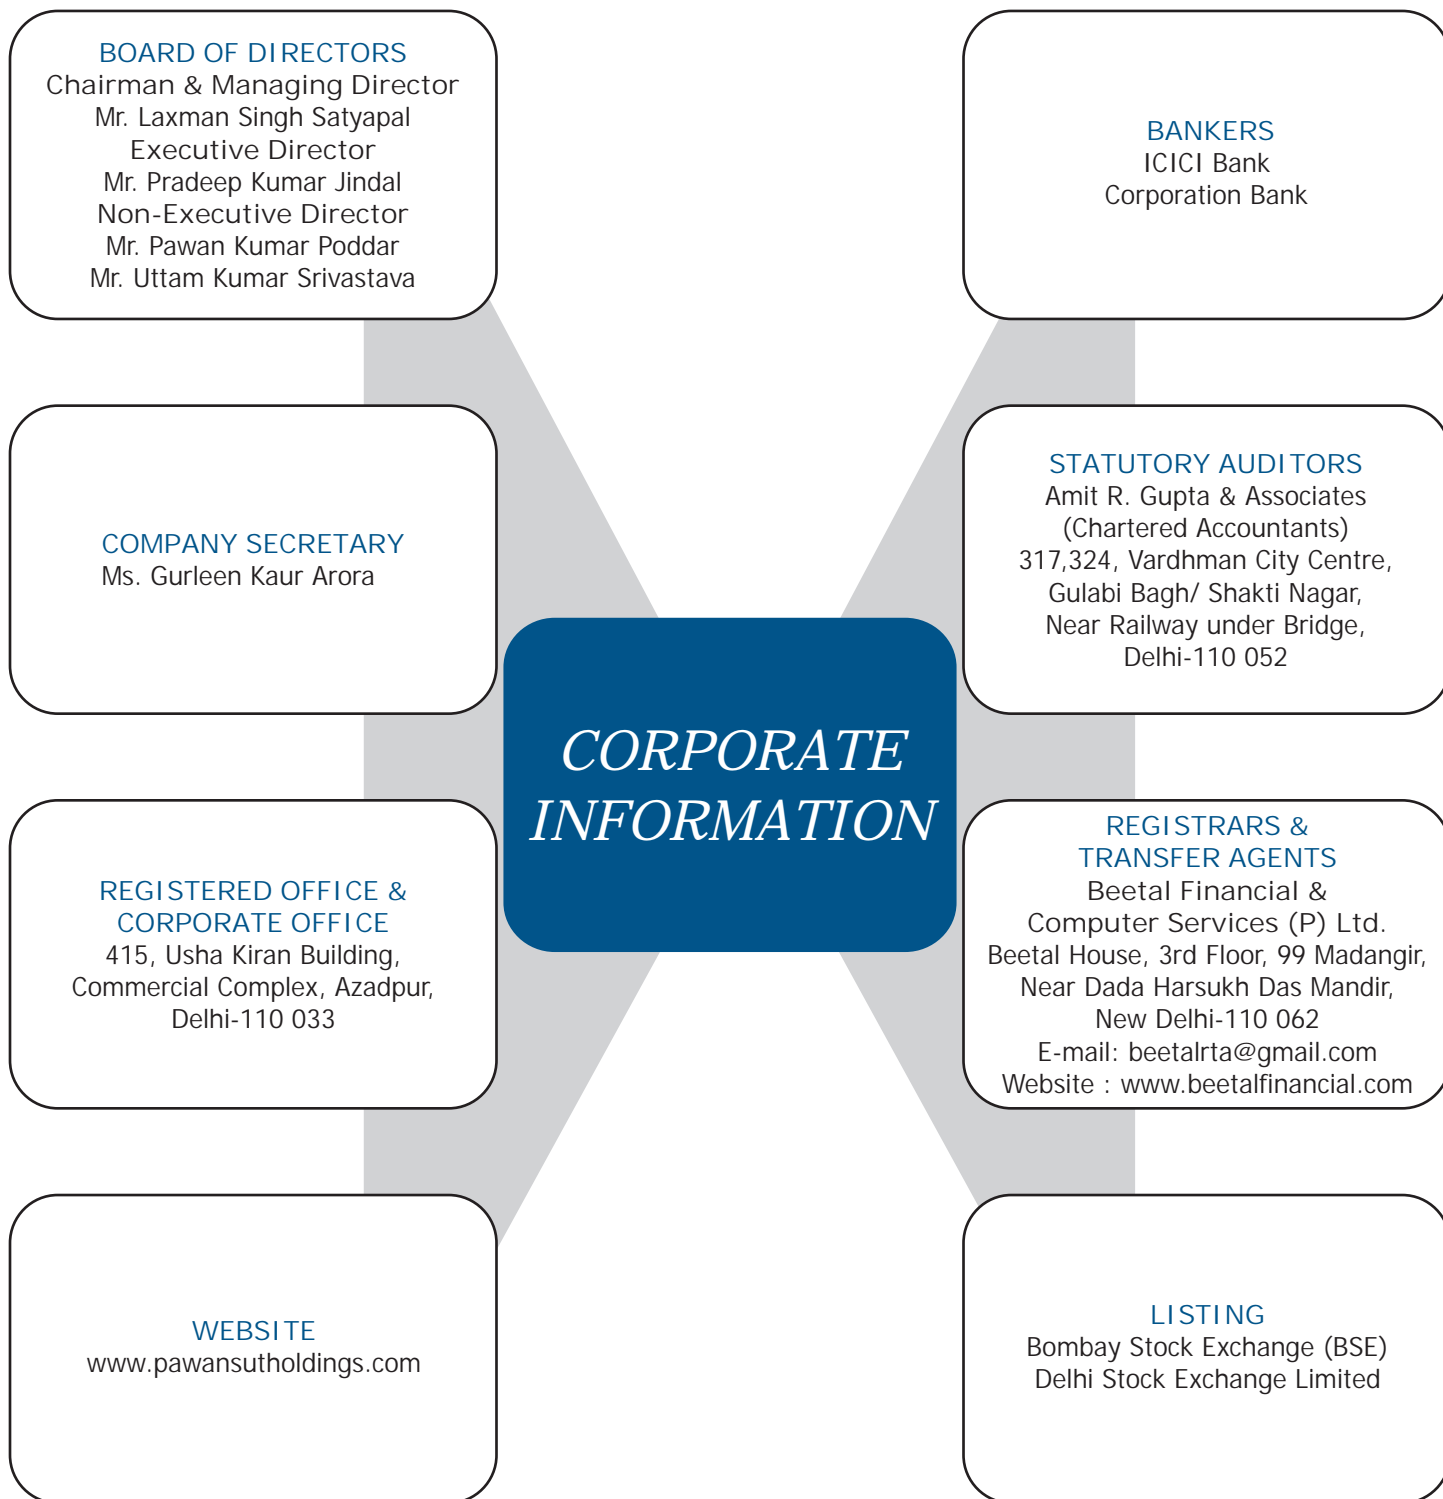 BOARD OF DIRECTORS
Chairman & Managing Director
Mr. Laxman Singh Satyapal
Executive Director
Mr. Pradeep Kumar Jindal
Non-Executive Director
Mr. Pawan Kumar Poddar
Mr. Uttam Kumar Srivastava
BANKERS
ICICI Bank
Corporation Bank
COMPANY SECRETARY
Ms. Gurleen Kaur Arora
STATUTORY AUDITORS
Amit R. Gupta & Associates
(Chartered Accountants)
317,324, Vardhman City Centre,
Gulabi Bagh/ Shakti Nagar,
Near Railway under Bridge,
Delhi-110 052
CORPORATE
INFORMATION
REGISTERED OFFICE &
CORPORATE OFFICE
415, Usha Kiran Building,
Commercial Complex, Azadpur,
Delhi-110 033
REGISTRARS &
TRANSFER AGENTS
Beetal Financial &
Computer Services (P) Ltd.
Beetal House, 3rd Floor, 99 Madangir,
Near Dada Harsukh Das Mandir,
New Delhi-110 062
E-mail: beetalrta@gmail.com
Website : www.beetalfinancial.com
WEBSITE
www.pawansutholdings.com
LISTING
Bombay Stock Exchange (BSE)
Delhi Stock Exchange Limited